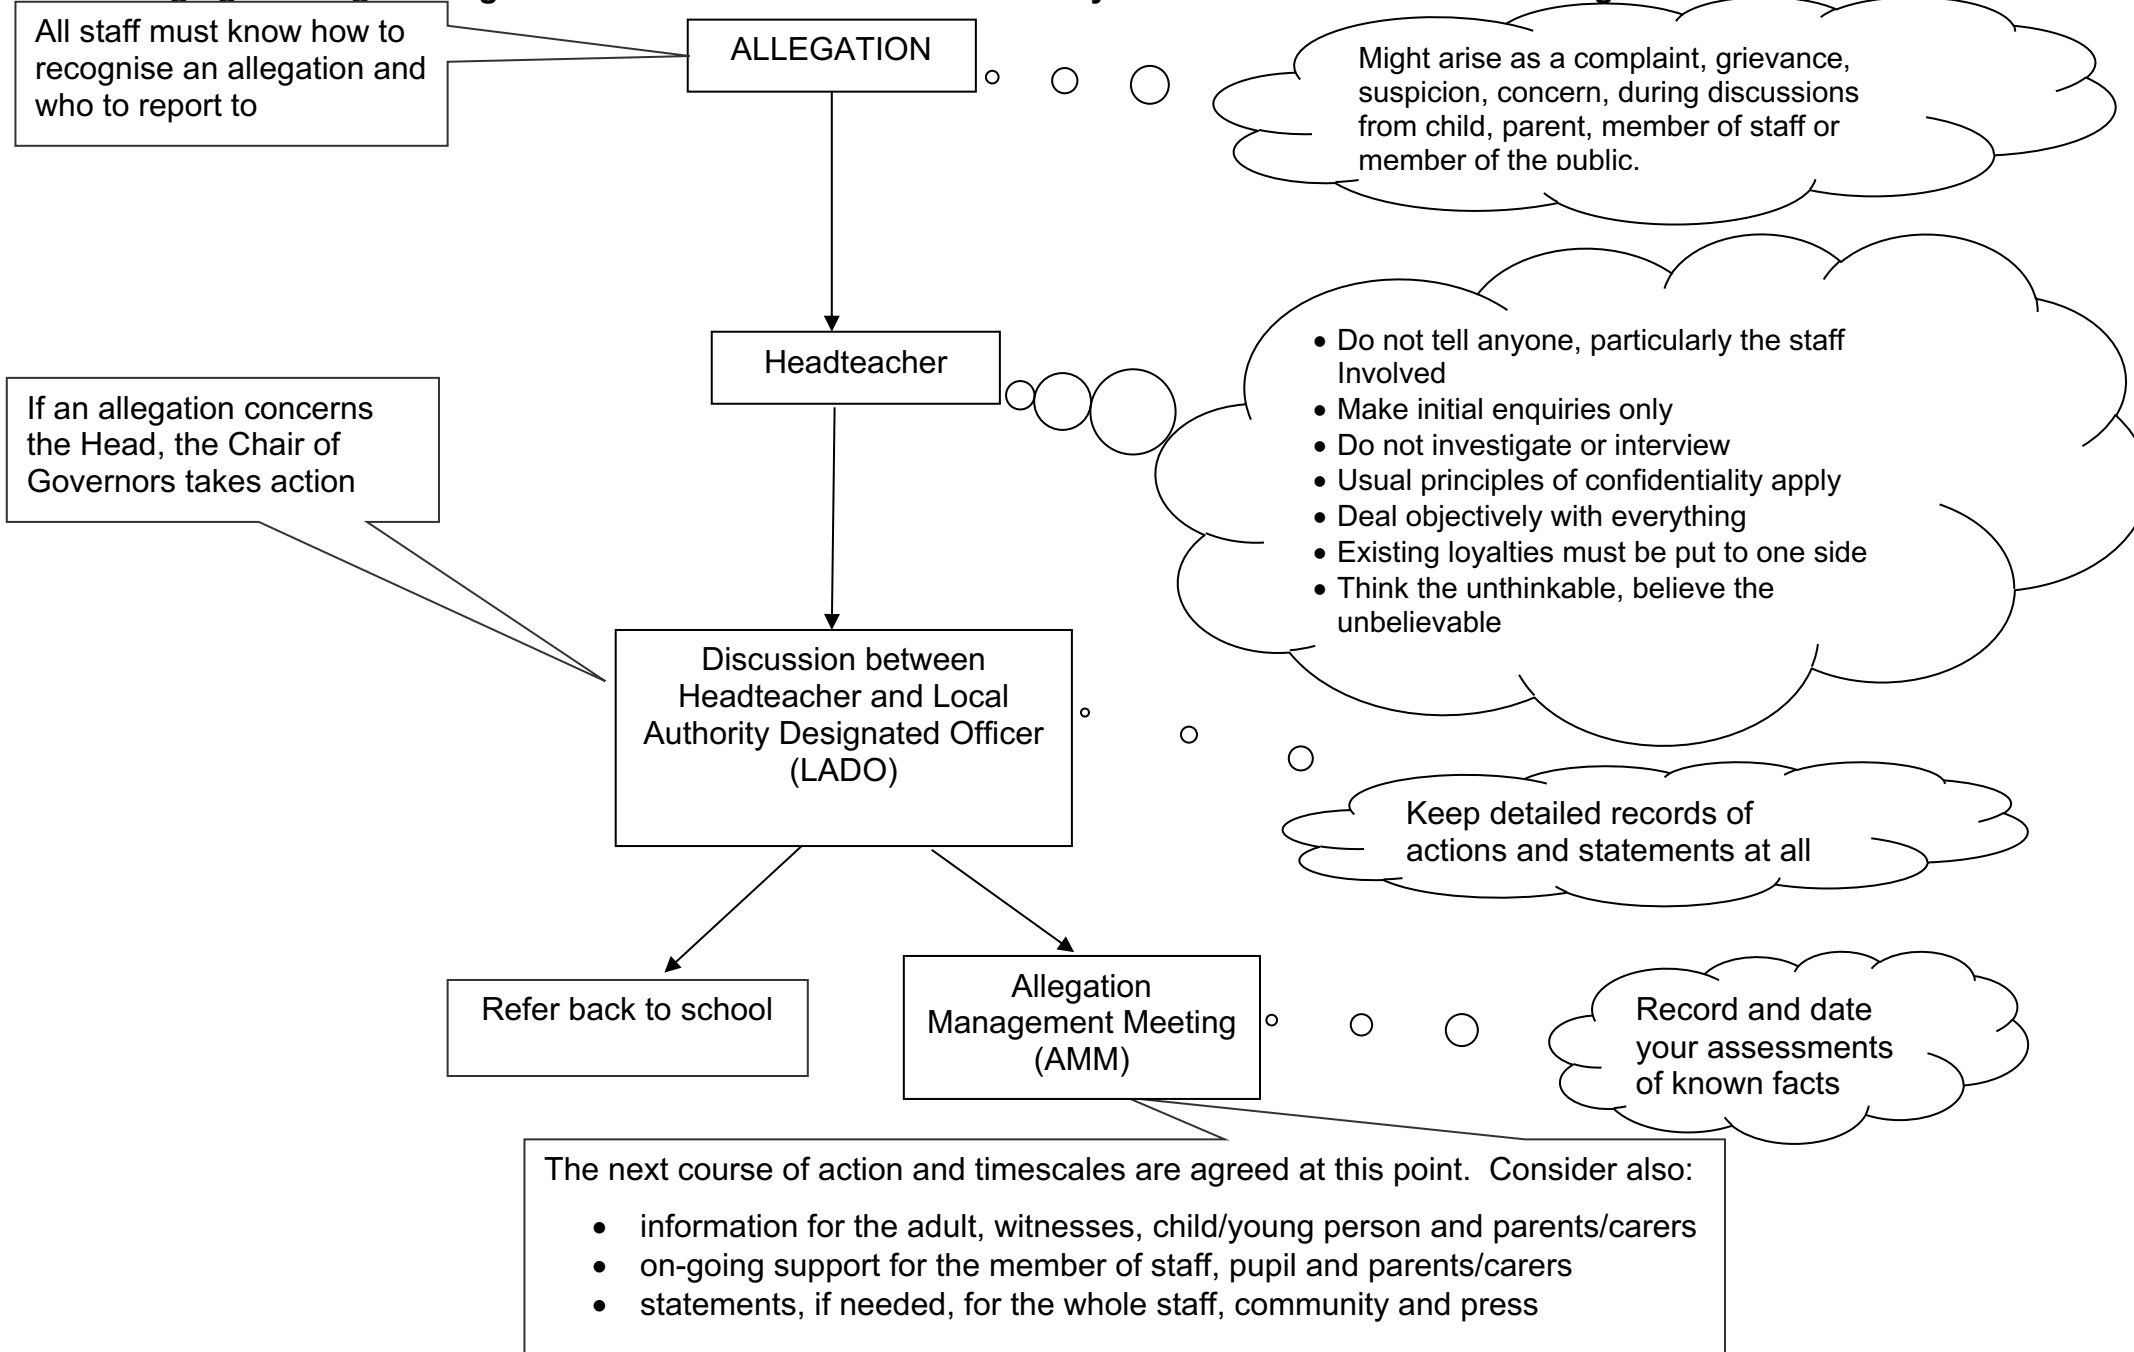 All staff must know how to
recognise an allegation and
who to report to
ALLEGATION
Might arise as a complaint, grievance,
suspicion, concern, during discussions
from child, parent, member of staff or
member of the public.
Headteacher
• Do not tell anyone, particularly the staff
Involved
• Make initial enquiries only
• Do not investigate or interview
• Usual principles of confidentiality apply
• Deal objectively with everything
• Existing loyalties must be put to one side
• Think the unthinkable, believe the
unbelievable
If an allegation concerns
the Head, the Chair of
Governors takes action
Discussion between
Headteacher and Local
Authority Designated Officer
(LADO)
Keep detailed records of
actions and statements at all
Refer back to school
Allegation
Management Meeting
(AMM)
Record and date
your assessments
of known facts
The next course of action and timescales are agreed at this point.  Consider also:
• information for the adult, witnesses, child/young person and parents/carers
• on-going support for the member of staff, pupil and parents/carers
• statements, if needed, for the whole staff, community and press